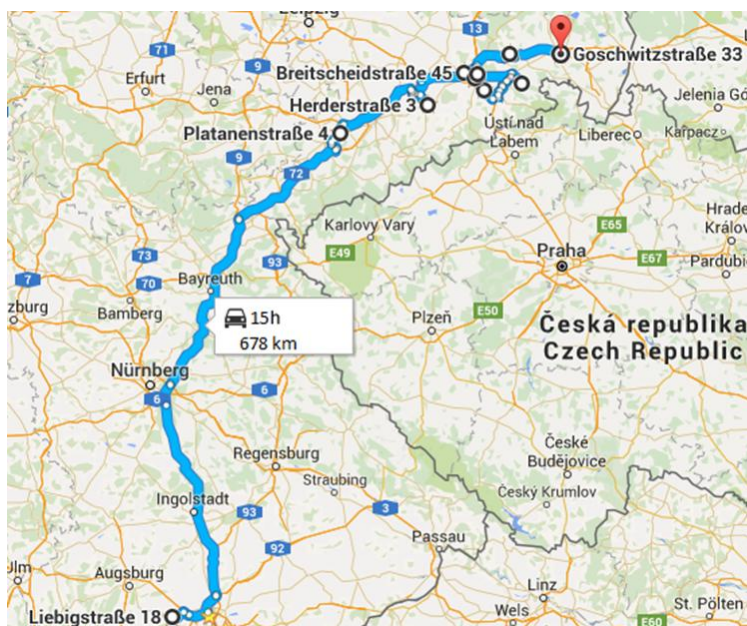 Leipzig
71
13
Goschwitzstraße 33
Erfurt
9
Breitscheidstraße 45
Jena
Herderstraße 3
Jelenia Gó
Platanenstraße 4
Ústí nad
Labem
Liberec
Karpacz
9
72
Karlovy Vary
Hrade
Králov
E65
73
93
E49
Praha
E67
7
Bayreuth
Pardubi
70
zburg
Bamberg
15h
678 km
Plzeň
E50
Česká republika
Czech Republic
Nürnberg
6
6
Regensburg
České
Budějovice
Straubing
Český Krumlov
Ingolstadt
93
3
92
Passau
Ulm
Augsburg
Linz
Liebigstraße 18
Wels
St. Pölten
E60